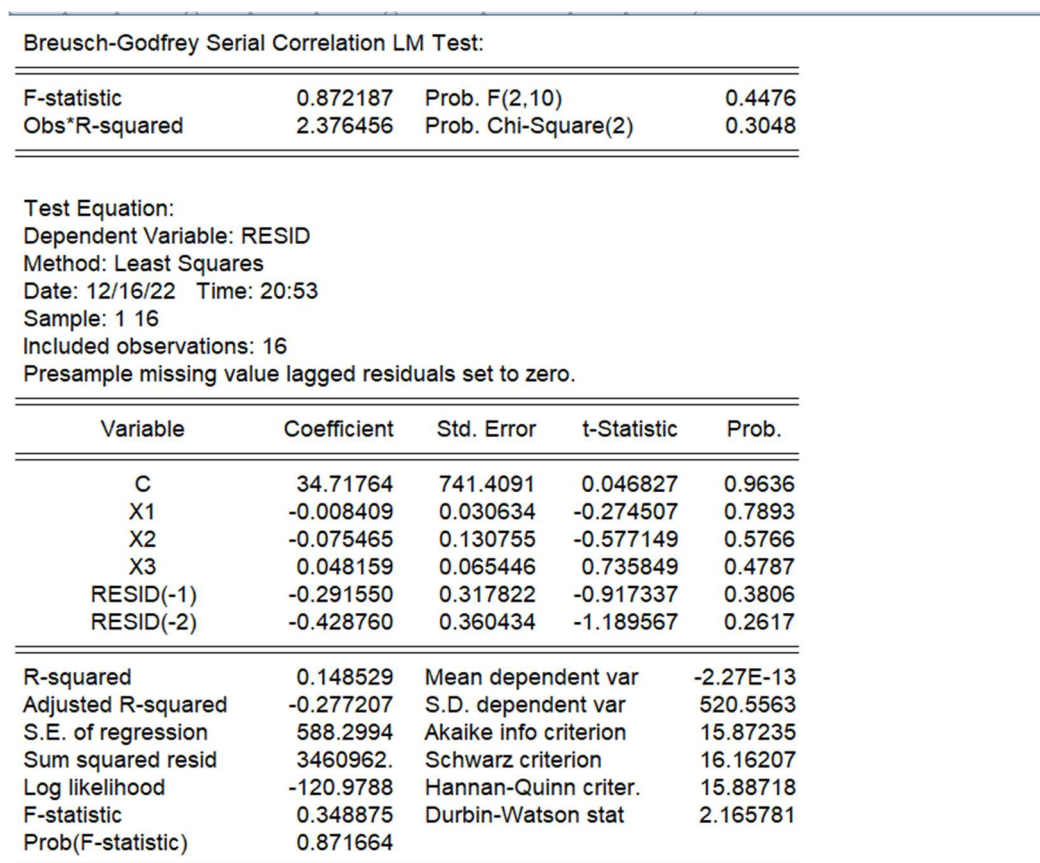 Breusch-Godfrey Serial Correlation LM Test:
F-statistic 0.872187 Prob. F(2,10) 0.4476
Obs*R-squared 2.376456 Prob. Chi-Square(2) 0.3048
Test Equation:
Dependent Variable: RESID
Method: Least Squares
Date: 12/16/22 Time: 20:53
Sample: 1 16
Included observations: 16
Presample missing value lagged residuals set to zero.
Variable Coefficient Std. Error t-Statistic Prob.
C 34.71764 741.4091 0.046827 0.9636
X1 -0.008409 0.030634 -0.274507 0.7893
X2 -0.075465 0.130755 -0.577149 0.5766
X3 0.048159 0.065446 0.735849 0.4787
RESID(-1) -0.291550 0.317822 -0.917337 0.3806
RESID(-2) -0.428760 0.360434 -1.189567 0.2617
R-squared 0.148529 Mean dependent var -2.27E-13
Adjusted R-squared -0.277207 S.D. dependent var 520.5563
S.E. of regression 588.2994 Akaike info criterion 15.87235
Sum squared resid 3460962. Schwarz criterion 16.16207
Log likelihood -120.9788 Hannan-Quinn criter. 15.88718
F-statistic 0.348875 Durbin-Watson stat 2.165781
Prob(F-statistic) 0.871664